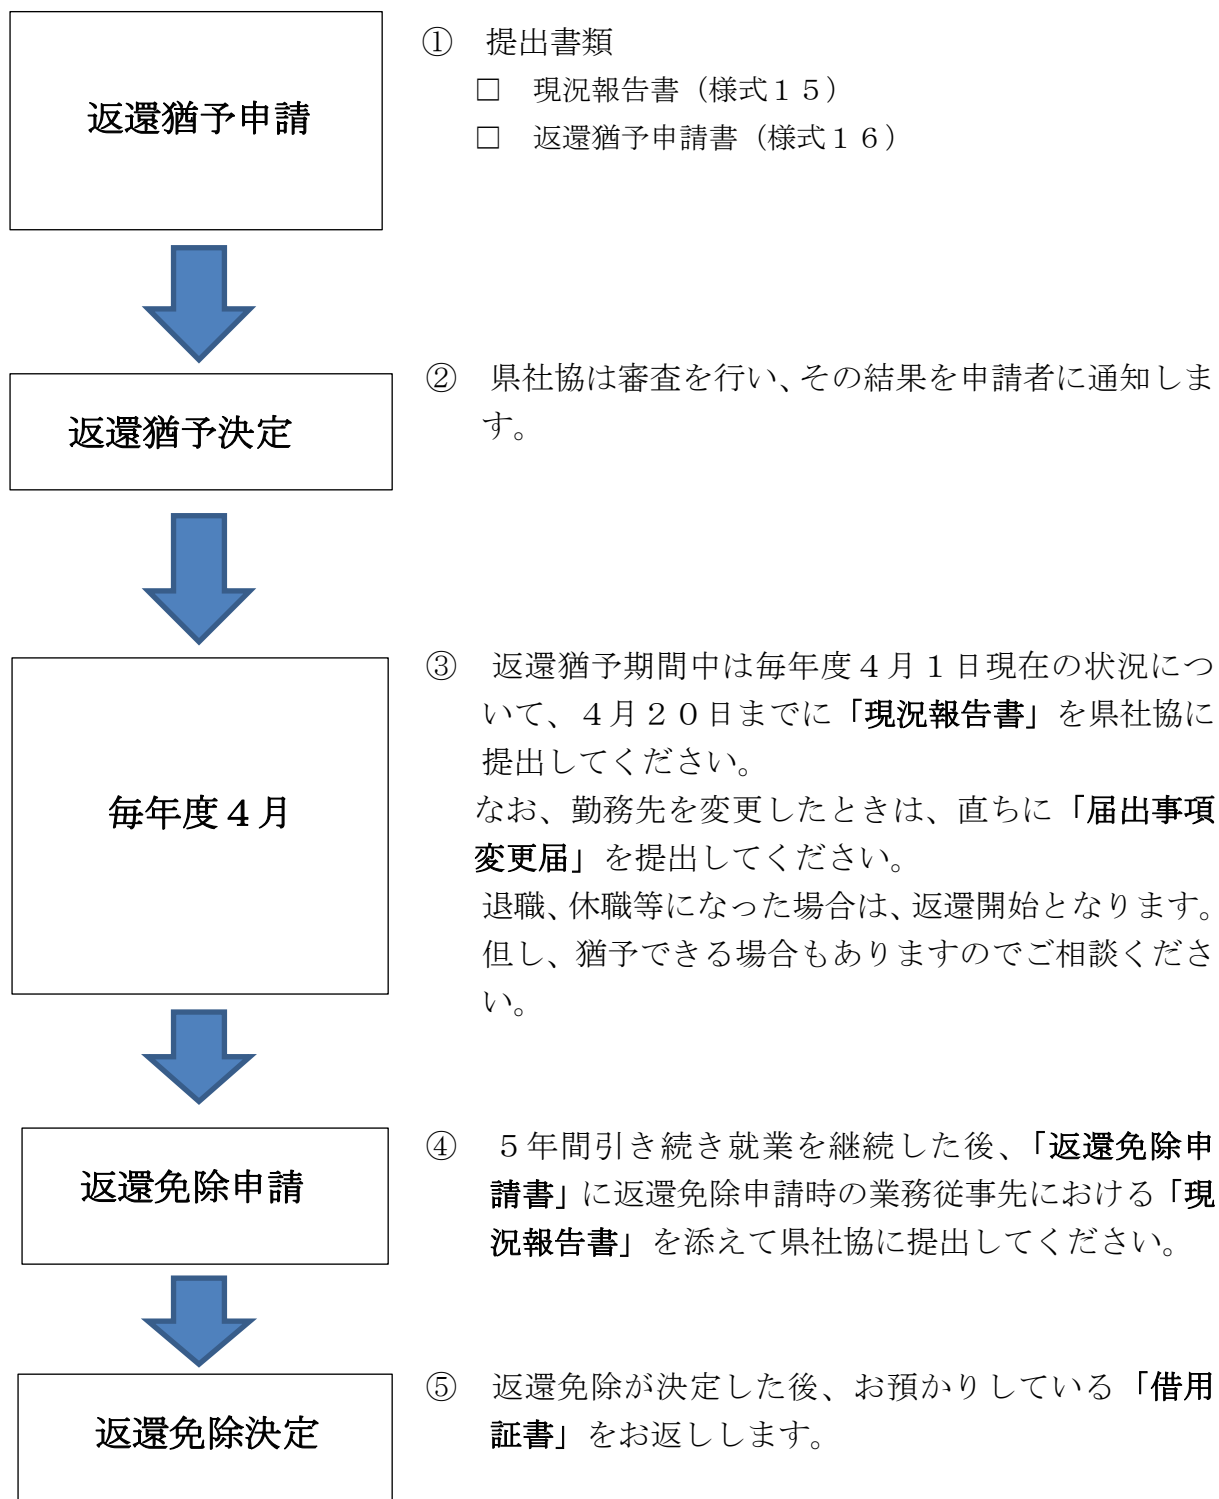 返還猶予申請
① 提出書類
□ 現況報告書（様式１５）
□ 返還猶予申請書（様式１６）
返還猶予決定
② 県社協は審査を行い、その結果を申請者に通知しま
す。
毎年度４月
③ 返還猶予期間中は毎年度４月１日現在の状況につ
いて、４月２０日までに「現況報告書」を県社協に
提出してください。
なお、勤務先を変更したときは、直ちに「届出事項
変更届」を提出してください。
退職、休職等になった場合は、返還開始となります。
但し、猶予できる場合もありますのでご相談くださ
い。
返還免除申請
④ ５年間引き続き就業を継続した後、「返還免除申
請書」に返還免除申請時の業務従事先における「現
況報告書」を添えて県社協に提出してください。
返還免除決定
⑤ 返還免除が決定した後、お預かりしている「借用
証書」をお返しします。